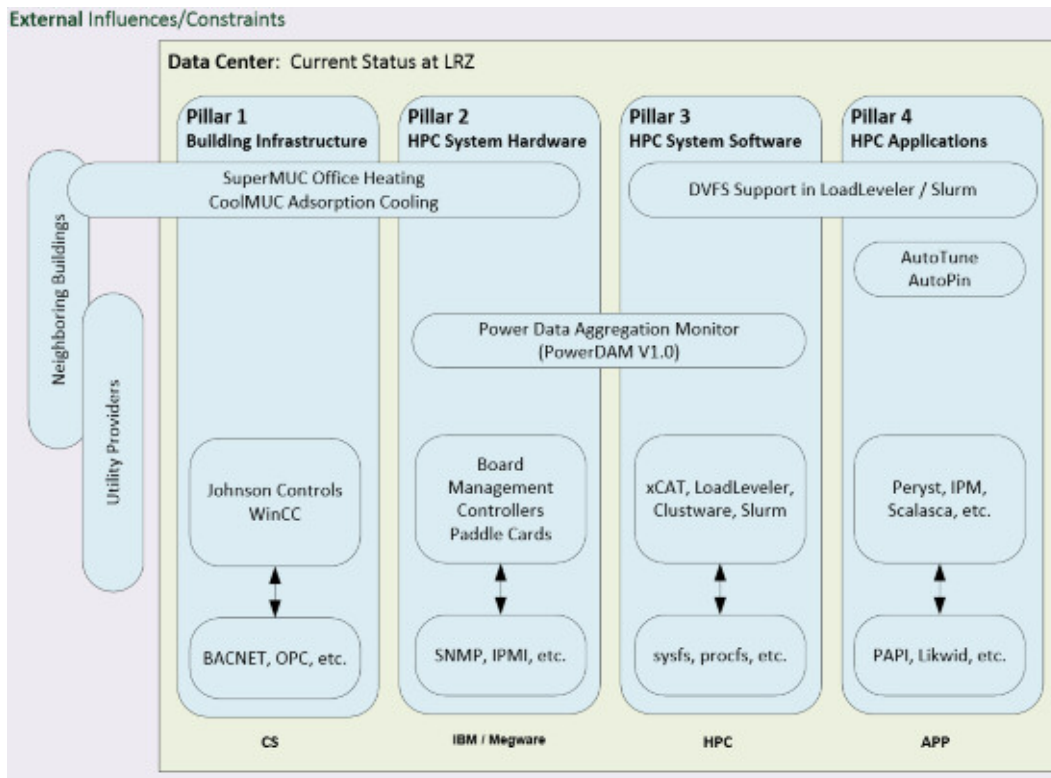 External Influences/Constraints
Data Center: Current Status at LRZ
Pillar 1
Building Infrastructure
Pillar 2
HPC System Hardware
Pillar 3
HPC System Software
Pillar 4
HPC Applications
SuperMUC Office Heating
CoolMUC Adsorption Cooling
DVFS Support in LoadLeveler / Slurm
AutoTune
AutoPin
Power Data Aggregation Monitor
(PowerDAM V1.0)
Neighboring Buildings
Utility Providers
Johnson Controls
WinCC
Board
Management
Controllers
Paddle Cards
xCAT, LoadLeveler,
Clustware, Slurm
Peryst, IPM,
Scalasca, etc.
BACNET, OPC, etc.
SNMP, IPMI, etc.
sysfs, procfs, etc.
PAPI, Likwid, etc.
CS
IBM / Megware
HPC
APP